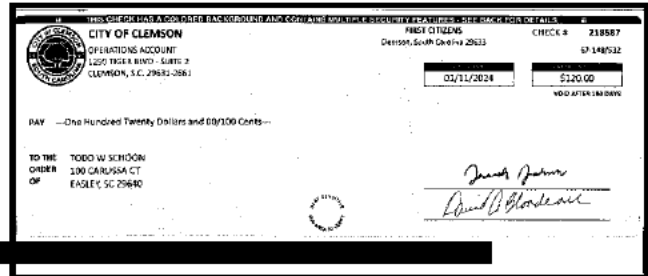 THIS CHECK HAS A COLORED BACKGROUND AND CONTAINS MULTIPLE SECURITY FEATURES - SEE BACK FOR DETAILS
CITY OF CLEMSON
OPERATIONS ACCOUNT
1250 TIGER BLVD - SUITE 2
CLEMSON, S.C. 29631-2661
FIRST CITIZENS
Clemson, South Carolina 29633
CHECK # 218587
67-148/532
01/11/2024
$120.00
VOID AFTER 180 DAYS
PAY ---One Hundred Twenty Dollars and 00/100 Cents---
TO THE ORDER OF
TODD W SCHOON
100 CARUSSA CT
EASLEY, SC 29640
David Blondeau